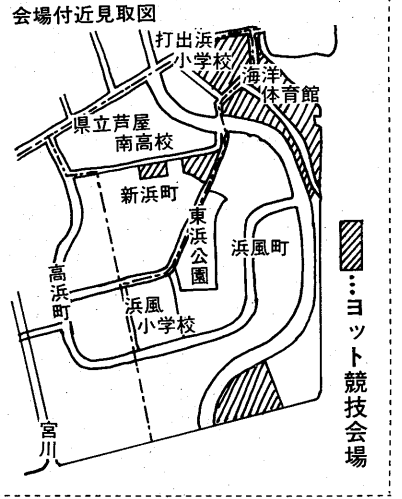 会場付近見取図
打出浜
小学校
海洋
体育館
県立芦屋
南高校
新浜町
東浜公園
浜風町
高浜町
浜風
小学校
宮川
…ヨット競技会場